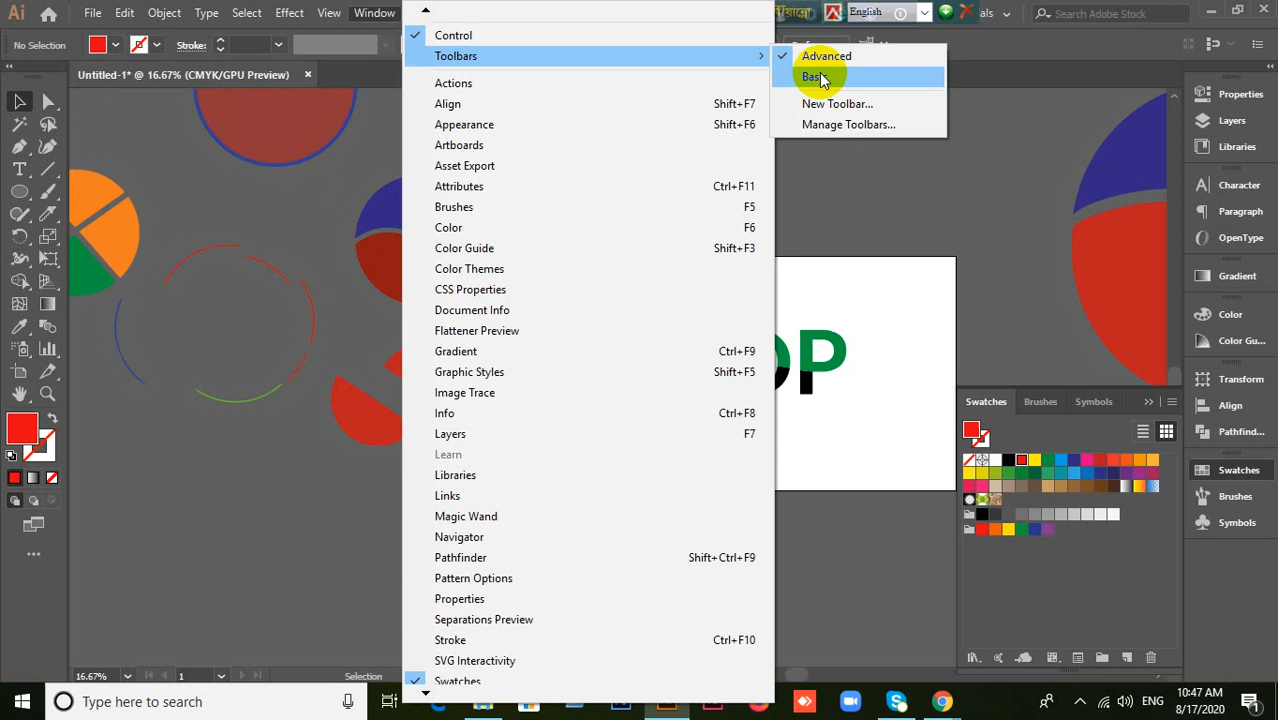 Ai File Edit Object Type Select Effect Window
English
Search Adobe Stock
No Selection Stroke:
Untitled-1* @ 16.67% (CMYK/GPU Preview)
Control
Toolbars
Advanced
New Toolbar...
Manage Toolbars...
Actions
Align Shift+F7
Appearance Shift+F6
Artboards
Asset Export
Attributes Ctrl+F11
Brushes F5
Color F6
Color Guide Shift+F3
Color Themes
CSS Properties
Document Info
Flattener Preview
Gradient Ctrl+F9
Graphic Styles Shift+F5
Image Trace
Info Ctrl+F8
Layers F7
Learn
Libraries
Links
Magic Wand
Navigator
Pathfinder Shift+Ctrl+F9
Pattern Options
Properties
Separations Preview
Stroke Ctrl+F10
SVG Interactivity
Swatches
OP
Properties
Layers
Libraries
Character
Paragraph
OpenType
Gradient
Color
Color Gu...
Transform
Align
Pathfin...
Swatches
Brushes
Symbols
Swatches Brushes Symbols
16.67% 1 Selection
Type here to search
ENG
10:47 AM
8/17/2020